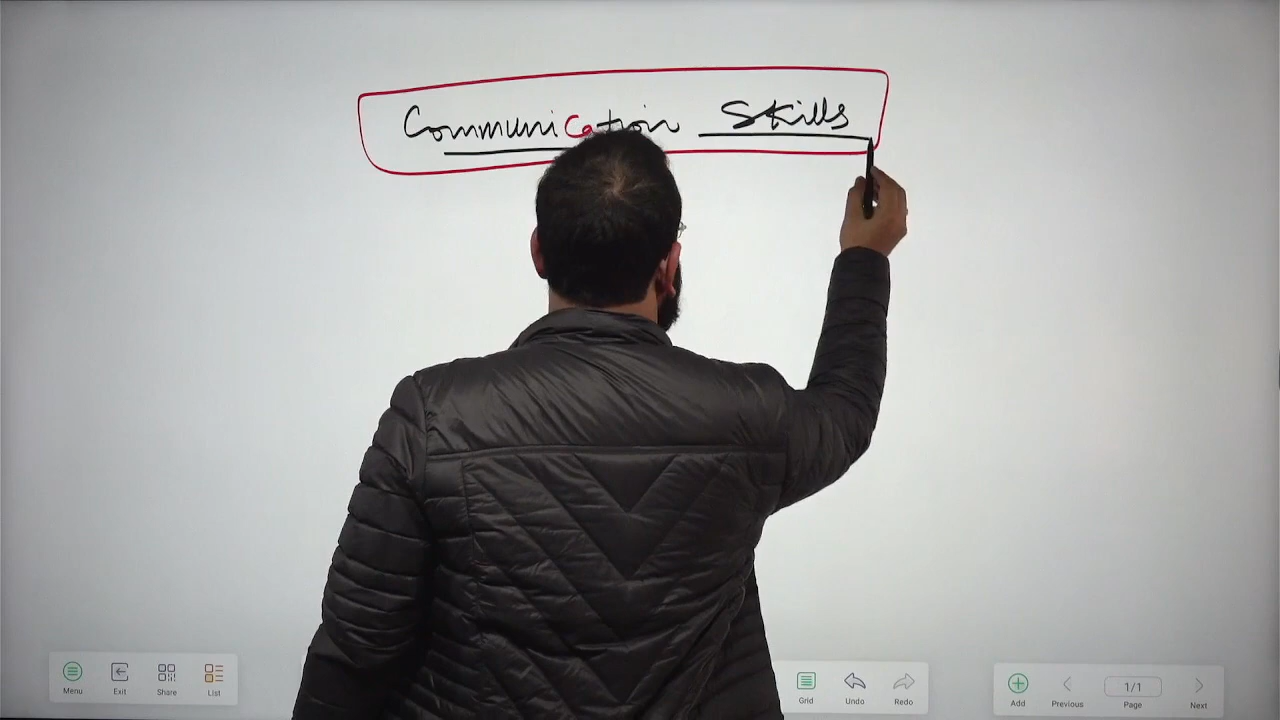 Communication Skills
Menu Exit Share List Grid Undo Redo Add Previous 1/1 Page Next